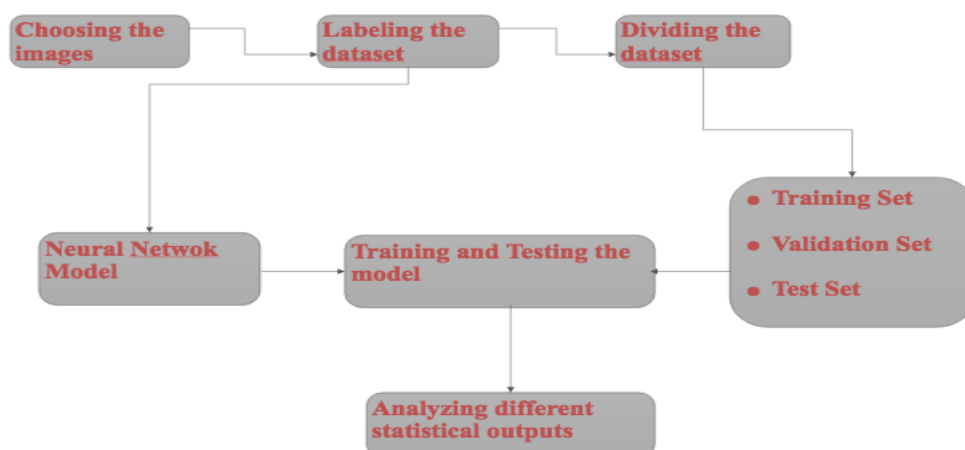 Choosing the
images
Labeling the
dataset
Dividing the
dataset
• Training Set
• Validation Set
• Test Set
Neural Netwok
Model
Training and Testing the
model
Analyzing different
statistical outputs